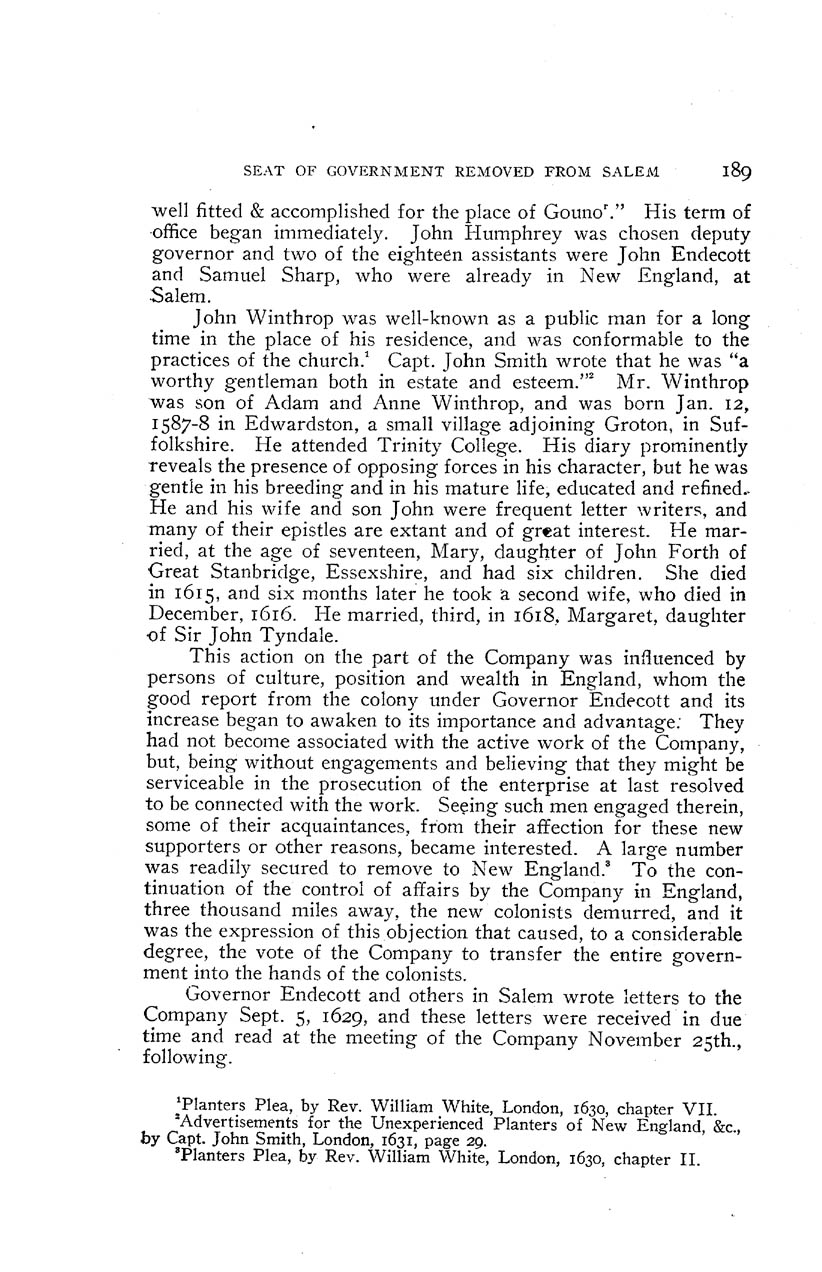 SEAT OF GOVERNMENT REMOVED FROM SALEM 189
well fitted & accomplished for the place of Gounoʳ." His term of
office began immediately. John Humphrey was chosen deputy
governor and two of the eighteen assistants were John Endecott
and Samuel Sharp, who were already in New England, at
Salem.
John Winthrop was well-known as a public man for a long
time in the place of his residence, and was conformable to the
practices of the church.¹ Capt. John Smith wrote that he was "a
worthy gentleman both in estate and esteem."² Mr. Winthrop
was son of Adam and Anne Winthrop, and was born Jan. 12,
1587-8 in Edwardston, a small village adjoining Groton, in Suf-
folkshire. He attended Trinity College. His diary prominently
reveals the presence of opposing forces in his character, but he was
gentle in his breeding and in his mature life, educated and refined.
He and his wife and son John were frequent letter writers, and
many of their epistles are extant and of great interest. He mar-
ried, at the age of seventeen, Mary, daughter of John Forth of
Great Stanbridge, Essexshire, and had six children. She died
in 1615, and six months later he took a second wife, who died in
December, 1616. He married, third, in 1618, Margaret, daughter
of Sir John Tyndale.
This action on the part of the Company was influenced by
persons of culture, position and wealth in England, whom the
good report from the colony under Governor Endecott and its
increase began to awaken to its importance and advantage. They
had not become associated with the active work of the Company,
but, being without engagements and believing that they might be
serviceable in the prosecution of the enterprise at last resolved
to be connected with the work. Seeing such men engaged therein,
some of their acquaintances, from their affection for these new
supporters or other reasons, became interested. A large number
was readily secured to remove to New England.³ To the con-
tinuation of the control of affairs by the Company in England,
three thousand miles away, the new colonists demurred, and it
was the expression of this objection that caused, to a considerable
degree, the vote of the Company to transfer the entire govern-
ment into the hands of the colonists.
Governor Endecott and others in Salem wrote letters to the
Company Sept. 5, 1629, and these letters were received in due
time and read at the meeting of the Company November 25th.,
following.
¹Planters Plea, by Rev. William White, London, 1630, chapter VII.
²Advertisements for the Unexperienced Planters of New England, &c.,
by Capt. John Smith, London, 1631, page 29.
³Planters Plea, by Rev. William White, London, 1630, chapter II.